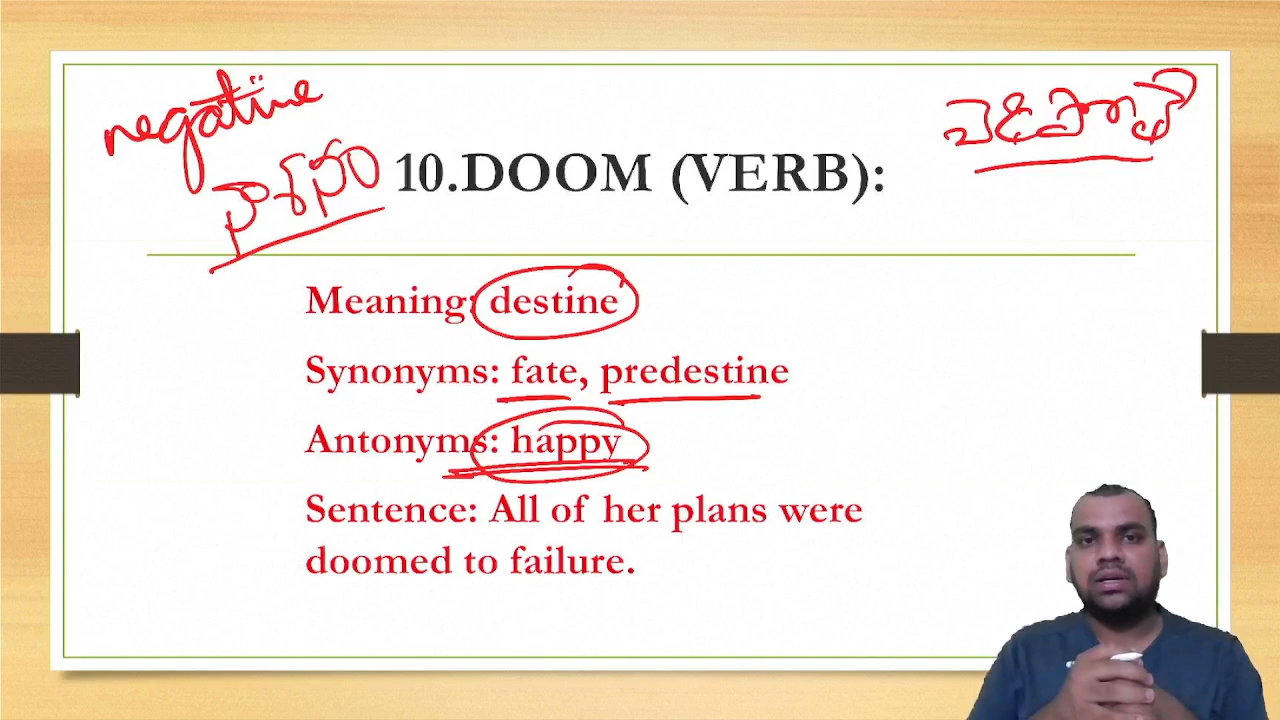 negative
నాశనం
10.DOOM (VERB):
Meaning: destine
Synonyms: fate, predestine
Antonyms: happy
Sentence: All of her plans were
doomed to failure.